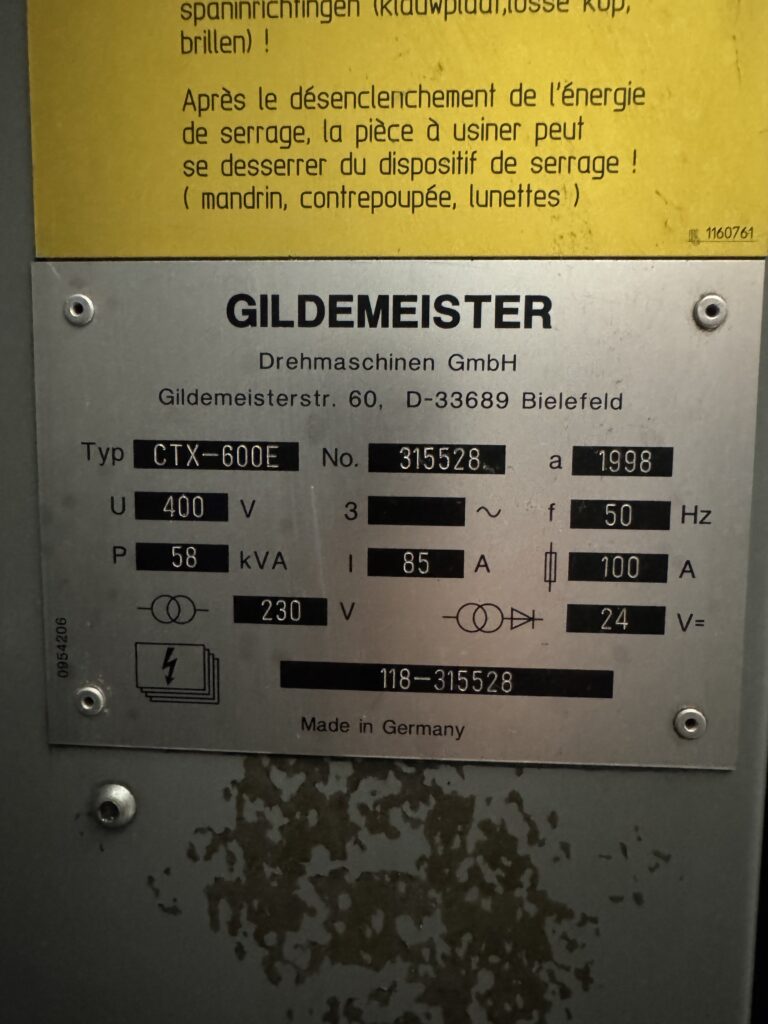 spaninrichtingen (klauwplaat,losse kop,
brillen) !
Après le désenclenchement de l'énergie
de serrage, la pièce à usiner peut
se desserrer du dispositif de serrage !
( mandrin, contrepoupée, lunettes )
1160761
GILDEMEISTER
Drehmaschinen GmbH
Gildemeisterstr. 60, D-33689 Bielefeld
Typ CTX-600E No. 315528 a 1998
U 400 V 3 ~ f 50 Hz
P 58 kVA I 85 A 100 A
230 V 24 V=
0954206
118-315528
Made in Germany